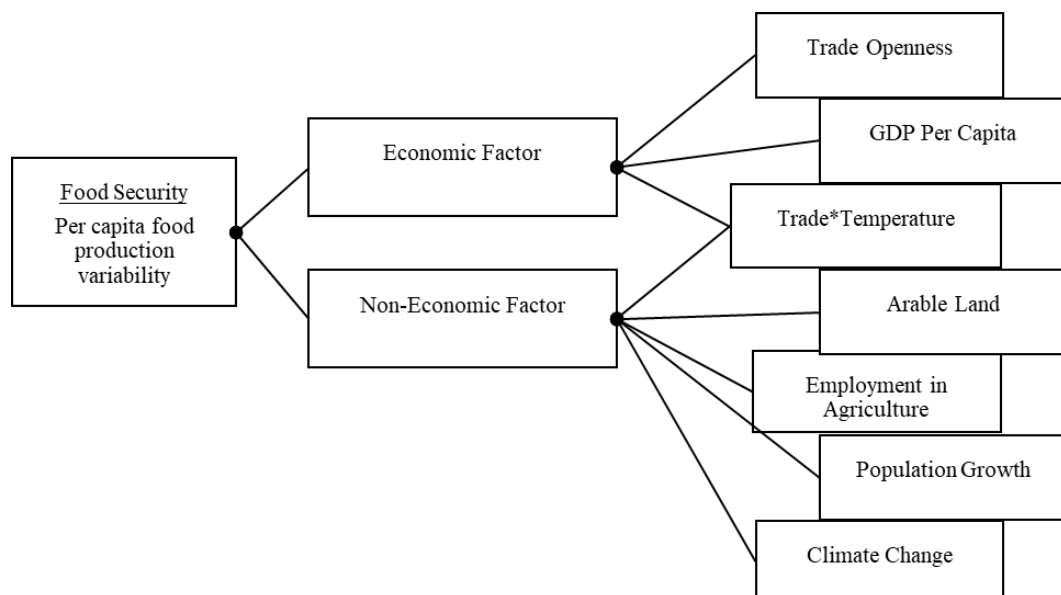 Food Security
Per capita food
production
variability
Economic Factor
Non-Economic Factor
Trade Openness
GDP Per Capita
Trade*Temperature
Arable Land
Employment in
Agriculture
Population Growth
Climate Change